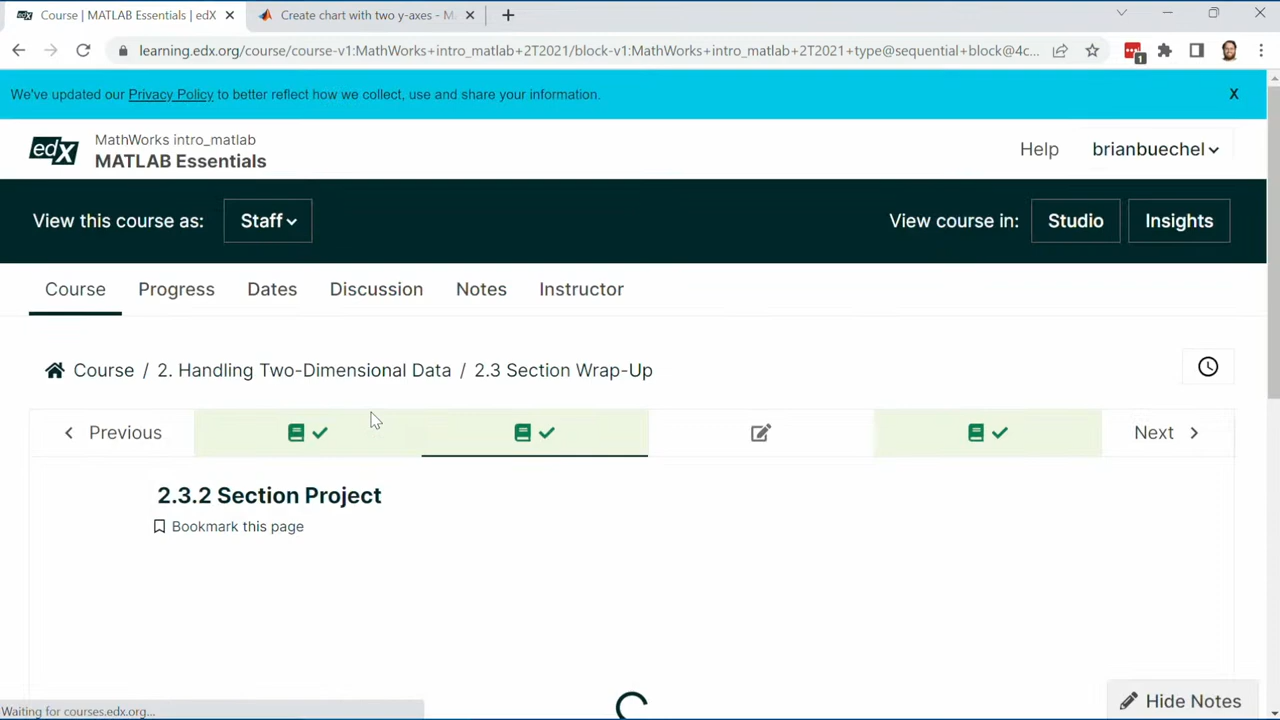 edX Course | MATLAB Essentials | edX
Create chart with two y-axes - M
learning.edx.org/course/course-v1:MathWorks+intro_matlab+2T2021/block-v1:MathWorks+intro_matlab+2T2021+type@sequential+block@4c...
1
We've updated our Privacy Policy to better reflect how we collect, use and share your information.
X
edX
MathWorks intro_matlab
MATLAB Essentials
Help
brianbuechel
View this course as:
Staff
View course in:
Studio
Insights
Course
Progress
Dates
Discussion
Notes
Instructor
Course / 2. Handling Two-Dimensional Data / 2.3 Section Wrap-Up
Previous
Next
2.3.2 Section Project
Bookmark this page
Waiting for courses.edx.org...
Hide Notes